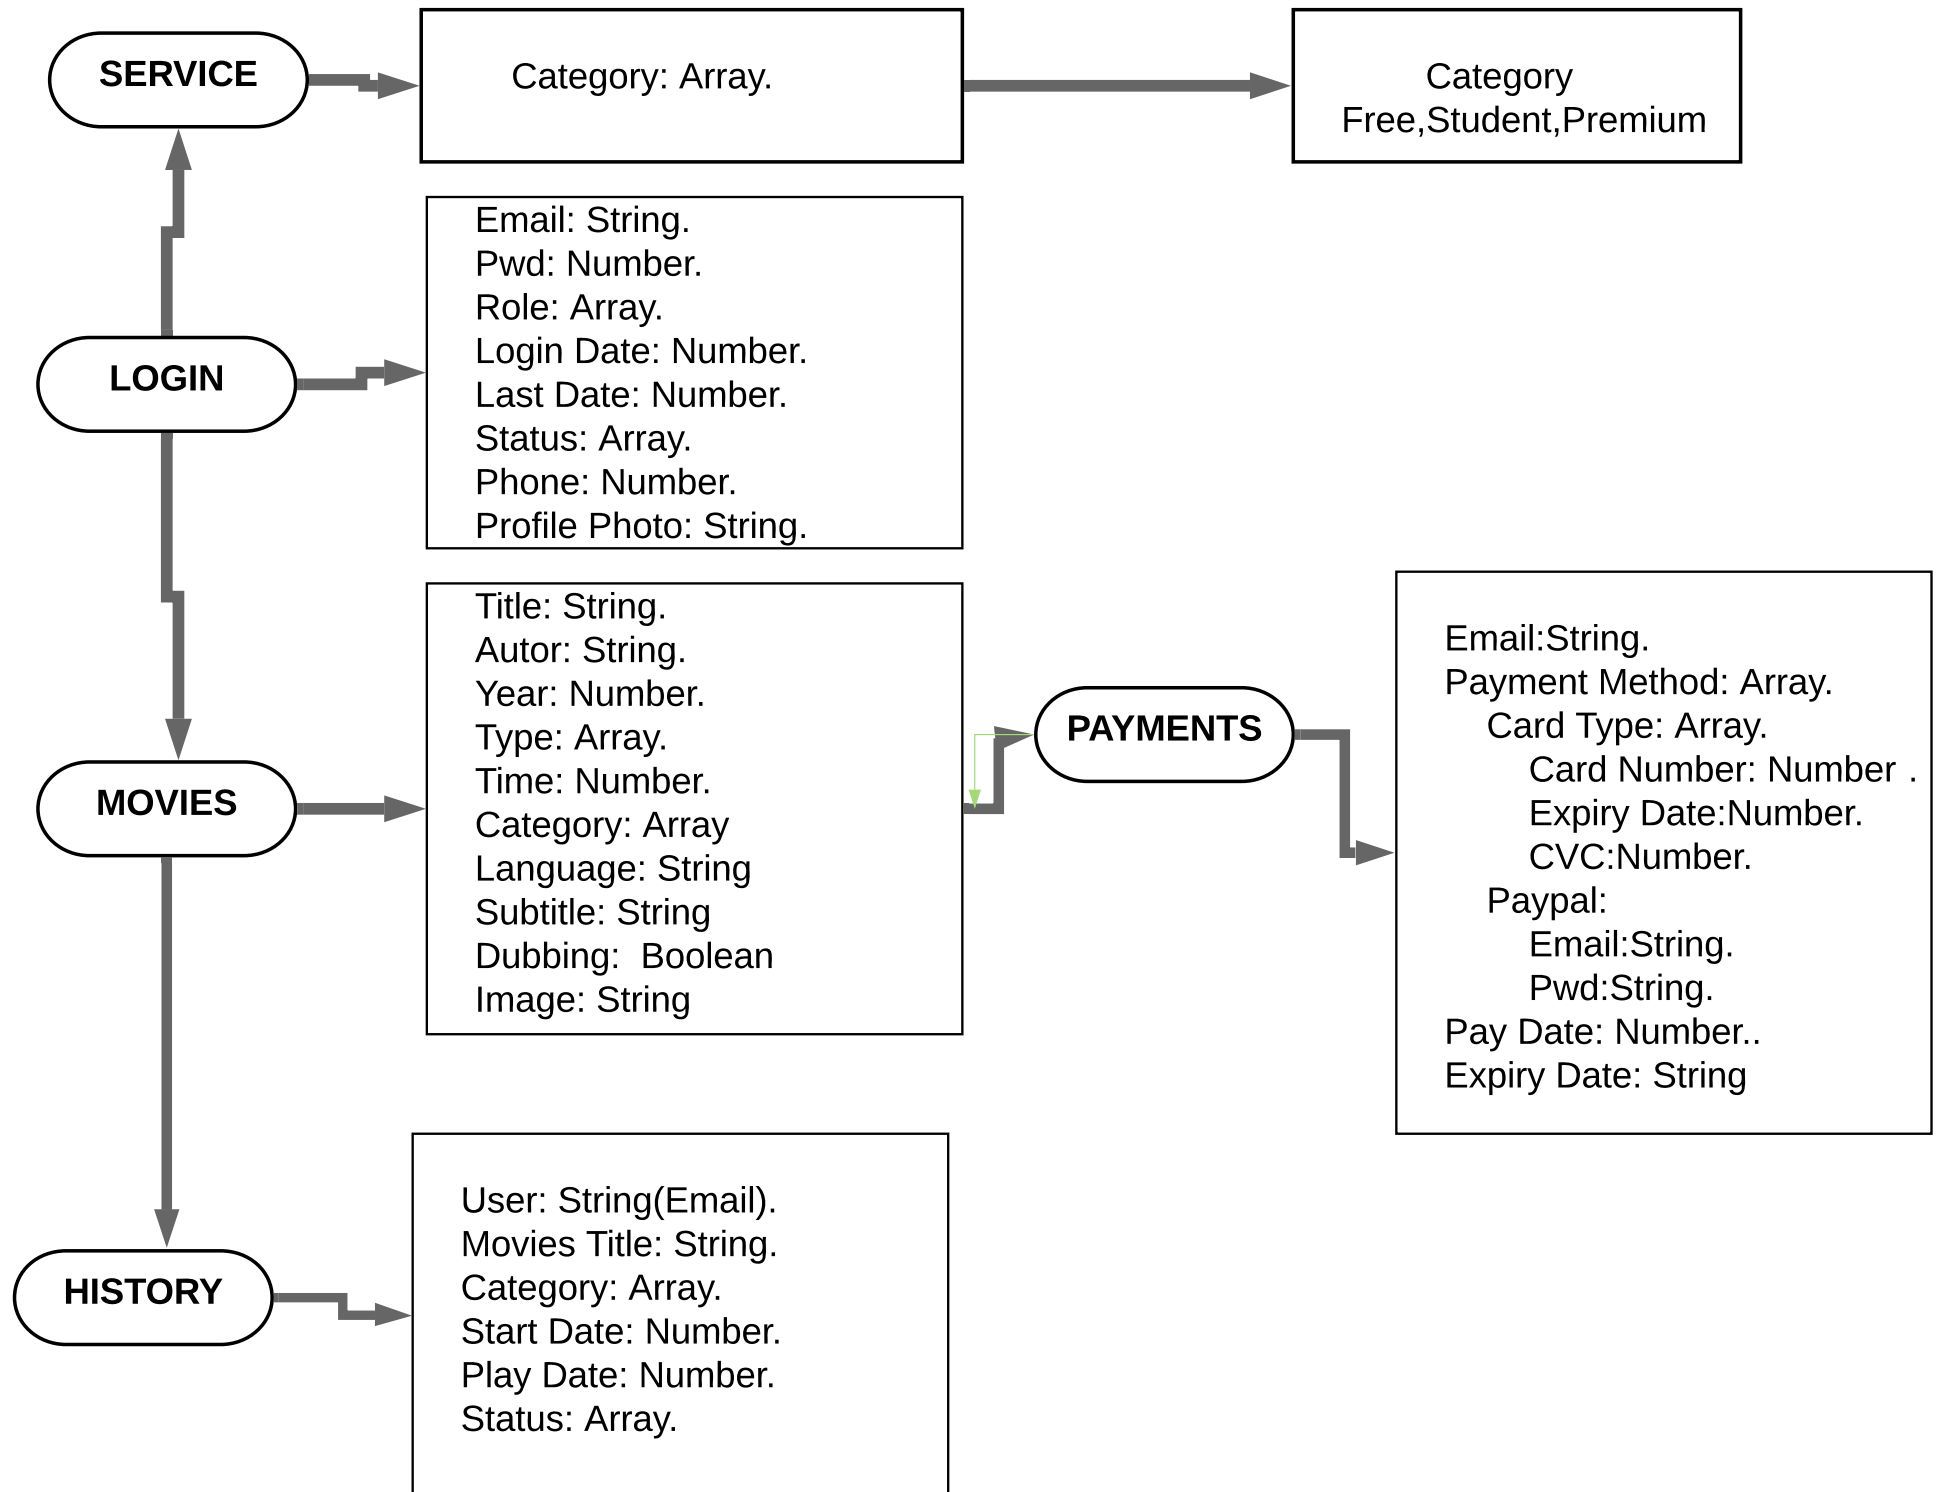 SERVICE
Category: Array.
Category
Free,Student,Premium
LOGIN
Email: String.
Pwd: Number.
Role: Array.
Login Date: Number.
Last Date: Number.
Status: Array.
Phone: Number.
Profile Photo: String.
MOVIES
Title: String.
Autor: String.
Year: Number.
Type: Array.
Time: Number.
Category: Array
Language: String
Subtitle: String
Dubbing:  Boolean
Image: String
PAYMENTS
Email:String.
Payment Method: Array.
Card Type: Array.
Card Number: Number .
Expiry Date:Number.
CVC:Number.
Paypal:
Email:String.
Pwd:String.
Pay Date: Number..
Expiry Date: String
HISTORY
User: String(Email).
Movies Title: String.
Category: Array.
Start Date: Number.
Play Date: Number.
Status: Array.